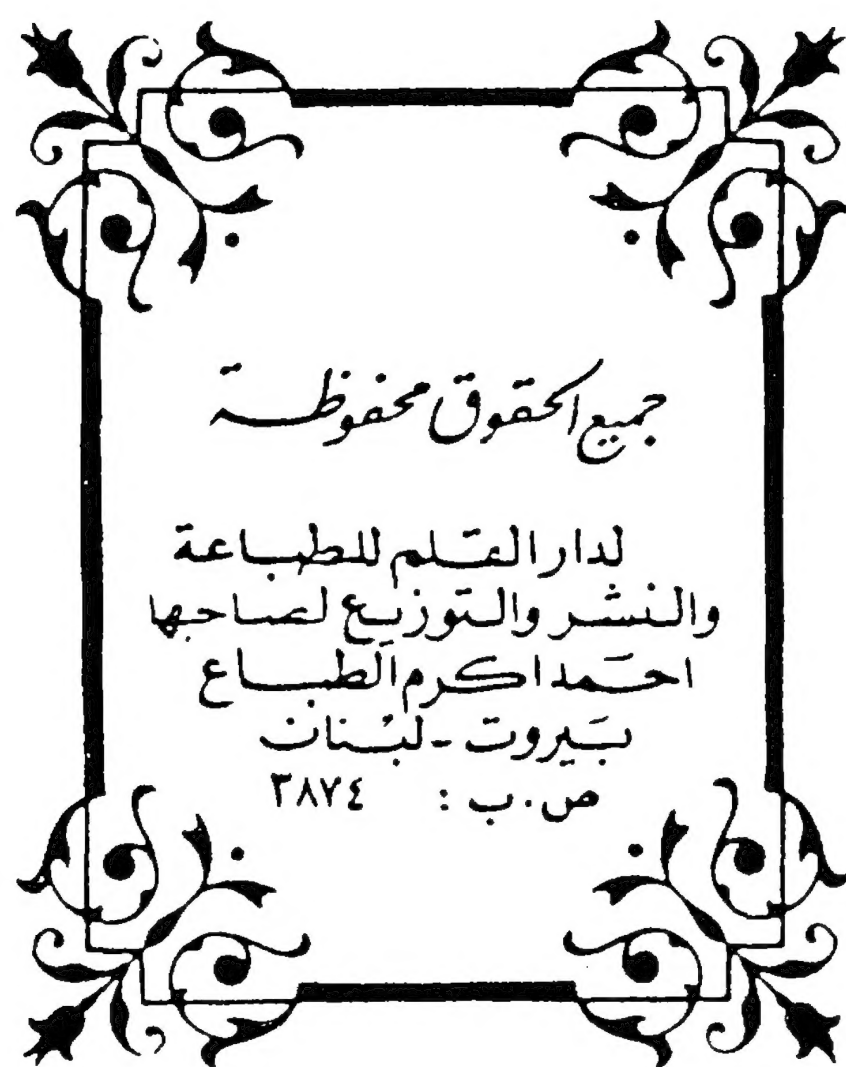 جميع الحقوق محفوظة
لدار القلم للطباعة
والنشر والتوزيع لصاحبها
احمد اكرم الطباع
بيروت - لبنان
ص.ب : ٣٨٧٤